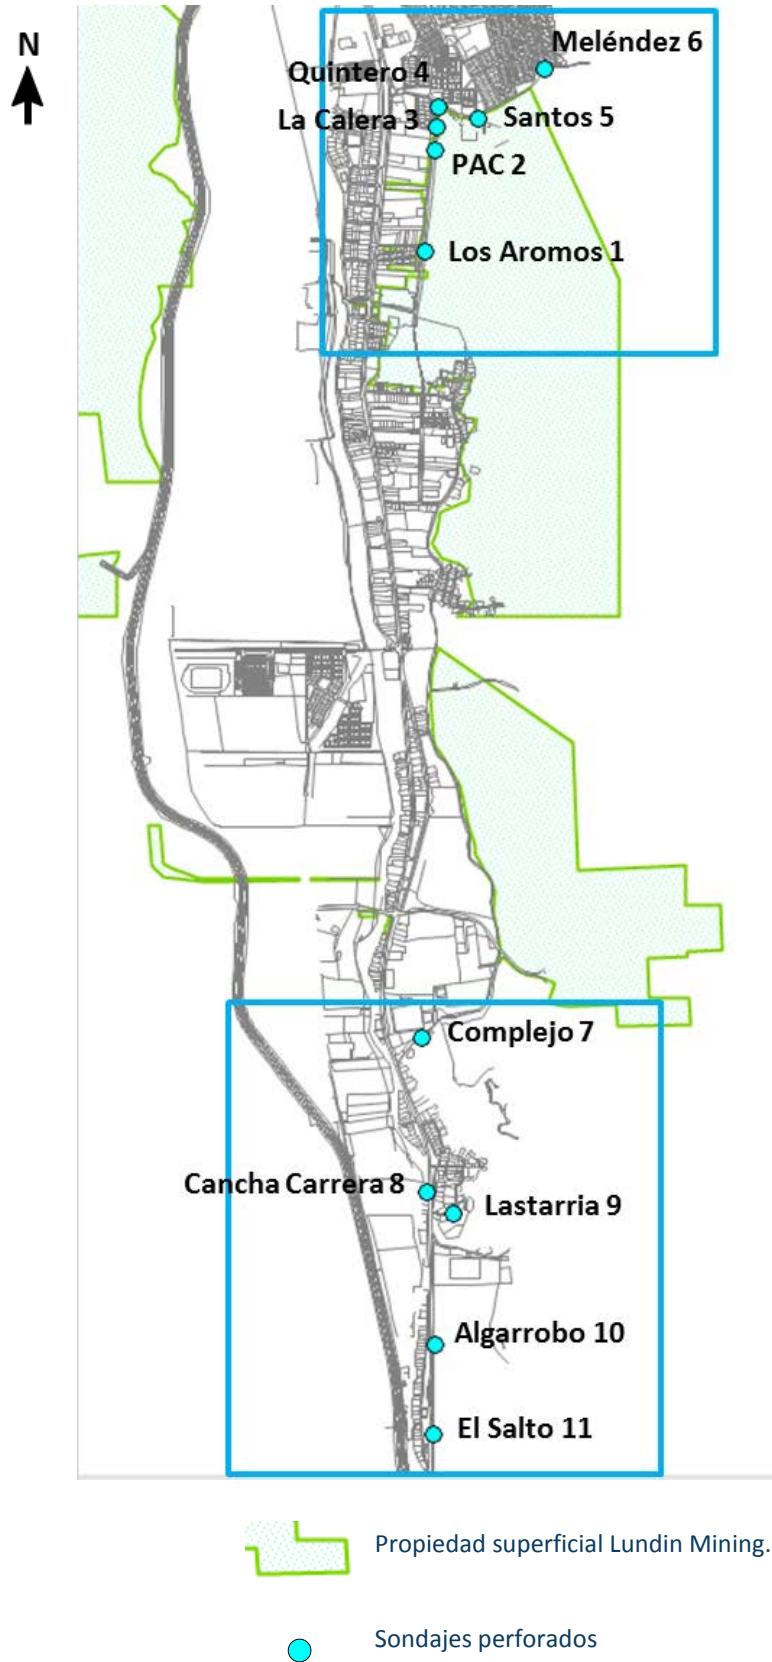 N
Meléndez 6
Quintero 4
Santos 5
La Calera 3
PAC 2
Los Aromos 1
Complejo 7
Cancha Carrera 8
Lastarria 9
Algarrobo 10
El Salto 11
Propiedad superficial Lundin Mining.
Sondajes perforados